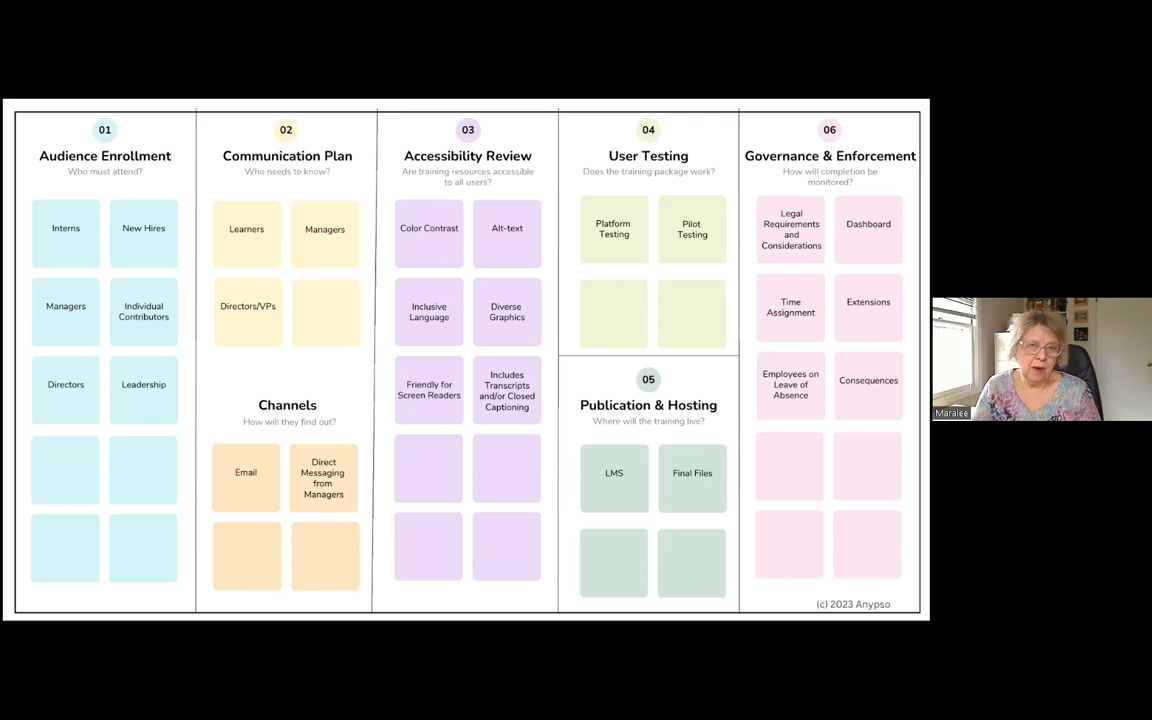 01
Audience Enrollment
Who must attend?
Interns
New Hires
Managers
Individual
Contributors
Directors
Leadership
02
Communication Plan
Who needs to know?
Learners
Managers
Directors/VPs
Channels
How will they find out?
Email
Direct
Messaging
from
Managers
03
Accessibility Review
Are training resources accessible
to all users?
Color Contrast
Alt-text
Inclusive
Language
Diverse
Graphics
Friendly for
Screen Readers
Includes
Transcripts
and/or Closed
Captioning
04
User Testing
Does the training package work?
Platform
Testing
Pilot
Testing
05
Publication & Hosting
Where will the training live?
LMS
Final Files
06
Governance & Enforcement
How will completion be
monitored?
Legal
Requirements
and
Considerations
Dashboard
Time
Assignment
Extensions
Employees on
Leave of
Absence
Consequences
(c) 2023 Anypso
Maralee